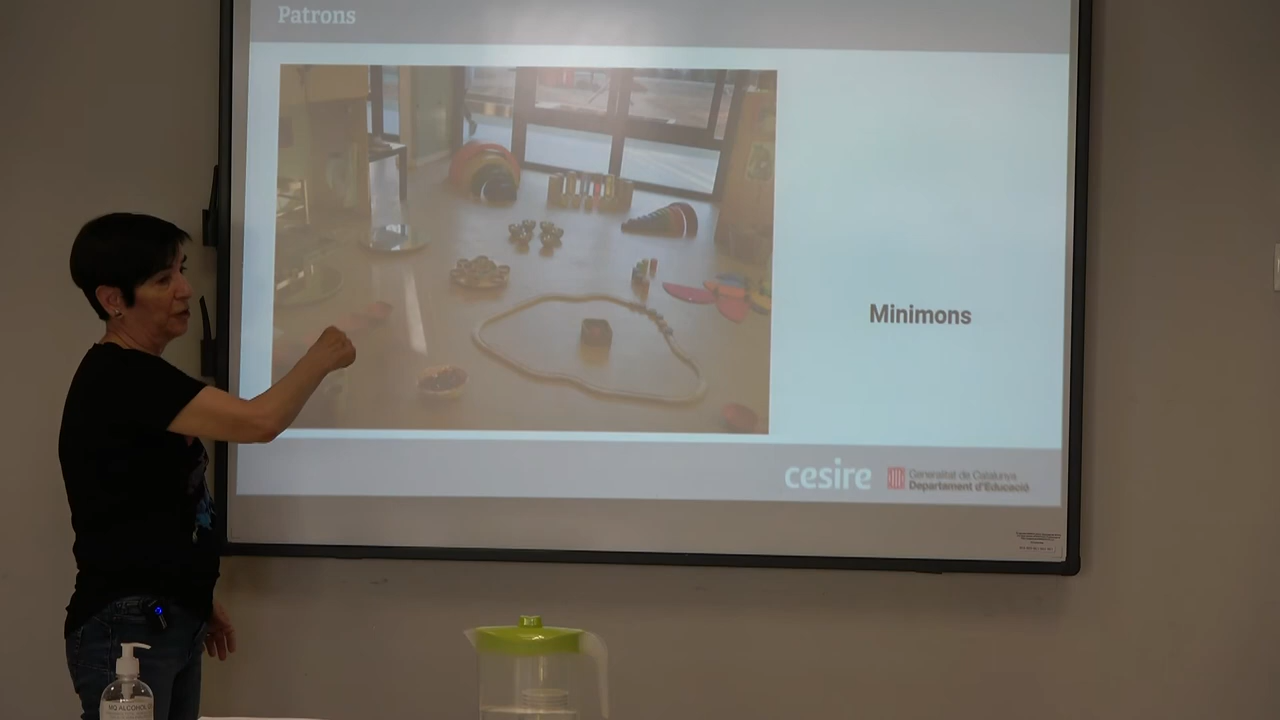 Patrons
Minimons
cesire
Generalitat de Catalunya
Departament d'Educació